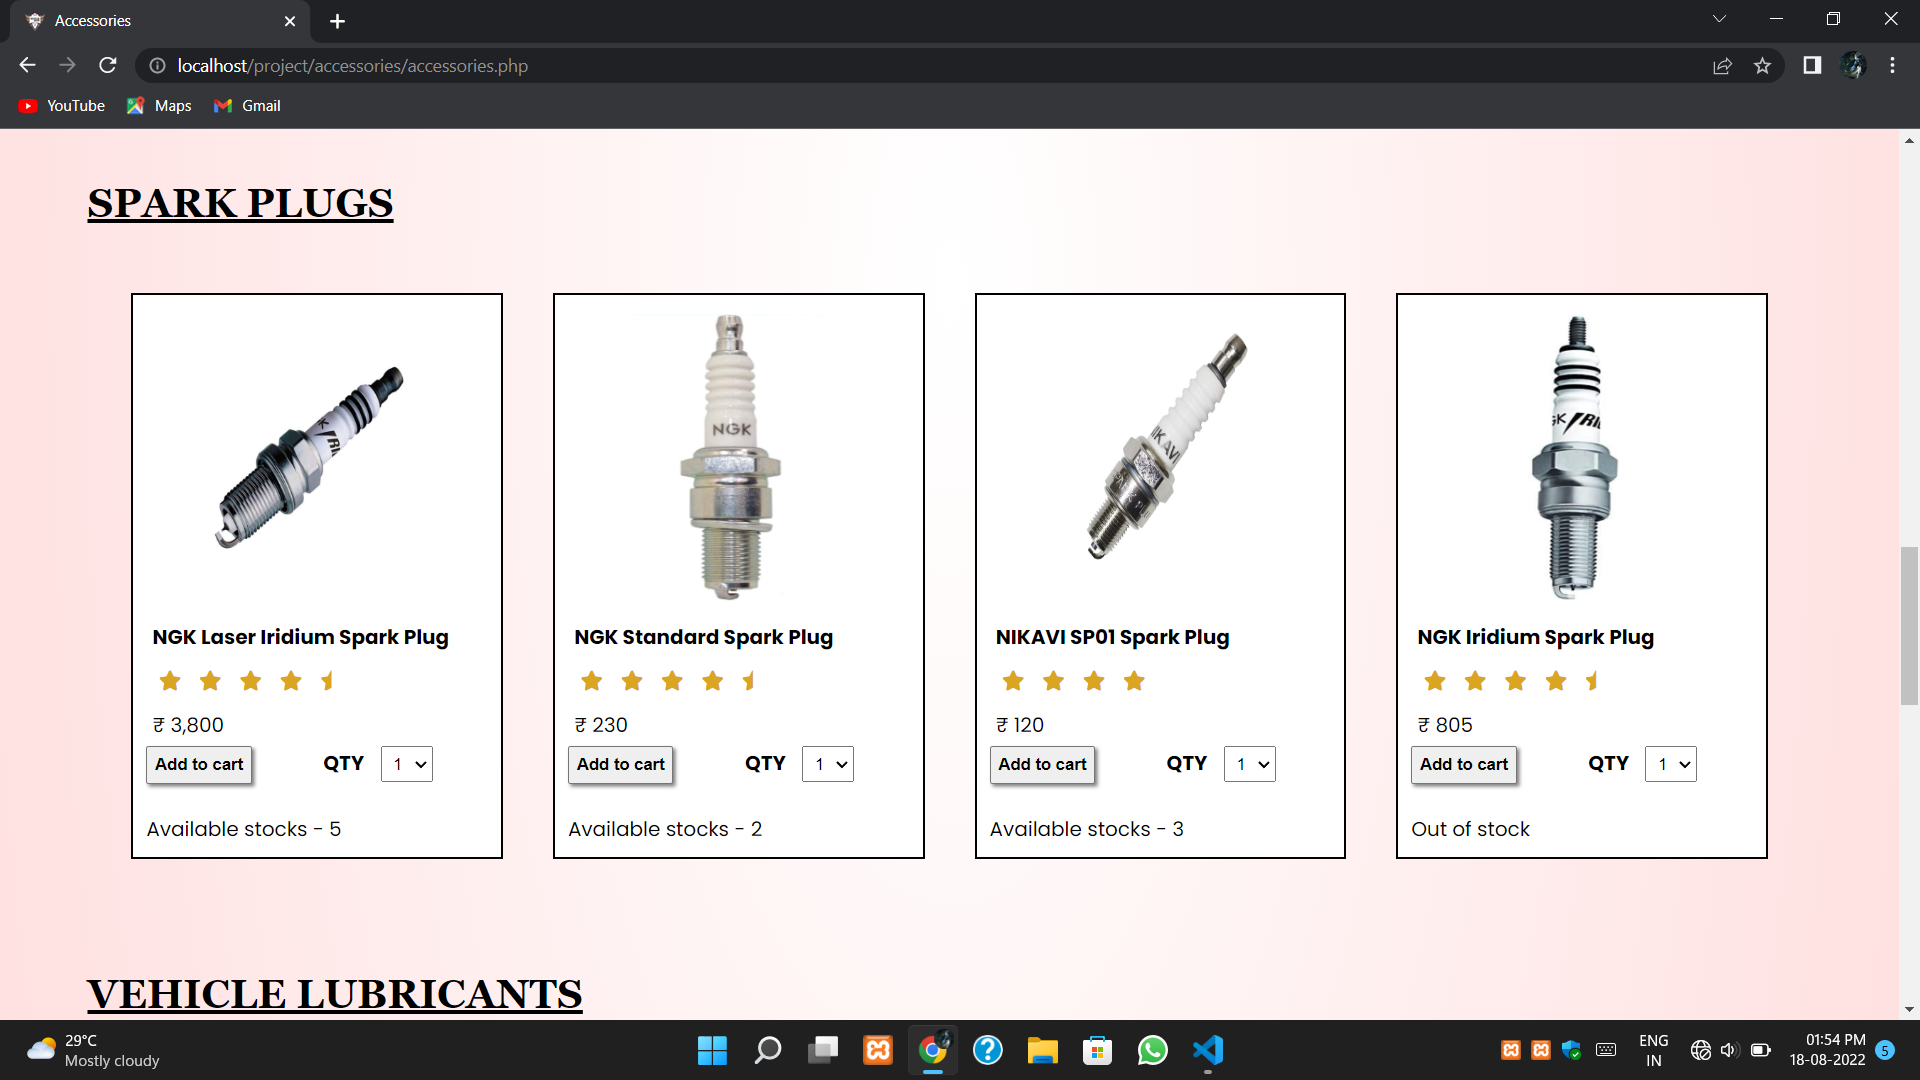 Accessories
localhost/project/accessories/accessories.php
YouTube Maps Gmail
SPARK PLUGS
NGK
NIKAVI
NGK Laser Iridium Spark Plug
₹ 3,800
Add to cart QTY 1
Available stocks - 5
NGK Standard Spark Plug
₹ 230
Add to cart QTY 1
Available stocks - 2
NIKAVI SP01 Spark Plug
₹ 120
Add to cart QTY 1
Available stocks - 3
NGK Iridium Spark Plug
₹ 805
Add to cart QTY 1
Out of stock
VEHICLE LUBRICANTS
29°C
Mostly cloudy
ENG
IN
01:54 PM
18-08-2022
5